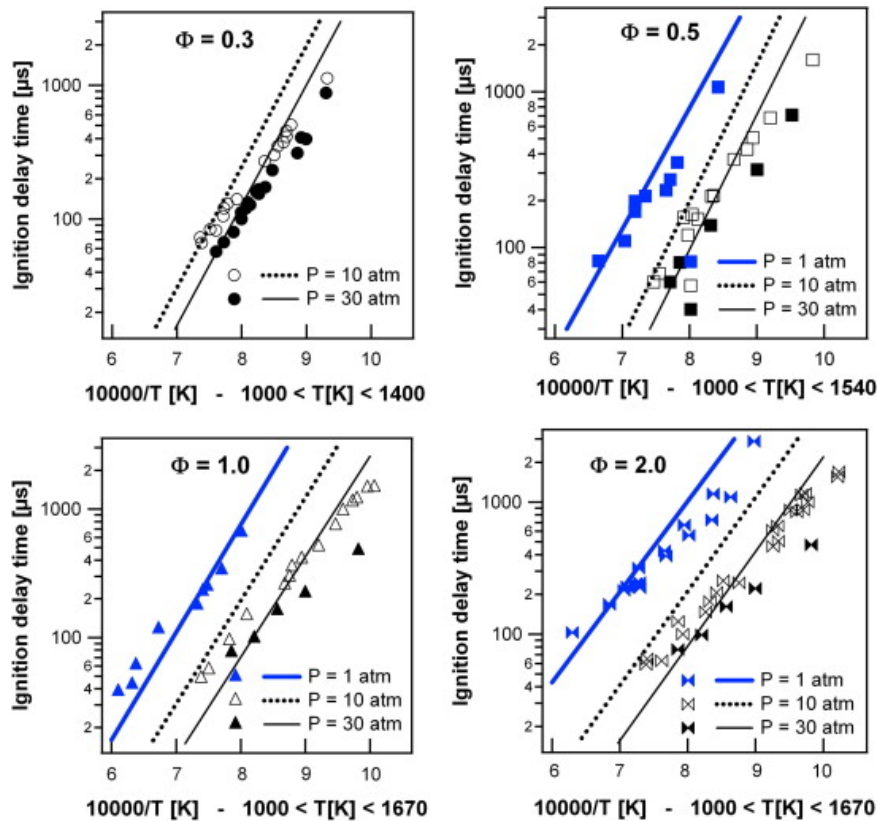 Φ = 0.3
Ignition delay time [µs]
2
1000
6
4
2
100
6
4
2
P = 10 atm
P = 30 atm
6 7 8 9 10
10000/T [K] - 1000 < T[K] < 1400
Φ = 0.5
Ignition delay time [µs]
2
1000
8
6
4
2
100
8
6
4
P = 1 atm
P = 10 atm
P = 30 atm
6 7 8 9 10
10000/T [K] - 1000 < T[K] < 1540
Φ = 1.0
Ignition delay time [µs]
2
1000
6
4
2
100
6
4
2
P = 1 atm
P = 10 atm
P = 30 atm
6 7 8 9 10
10000/T [K] - 1000 < T[K] < 1670
Φ = 2.0
Ignition delay time [µs]
2
1000
6
4
2
100
6
4
2
P = 1 atm
P = 10 atm
P = 30 atm
6 7 8 9 10
10000/T [K] - 1000 < T[K] < 1670